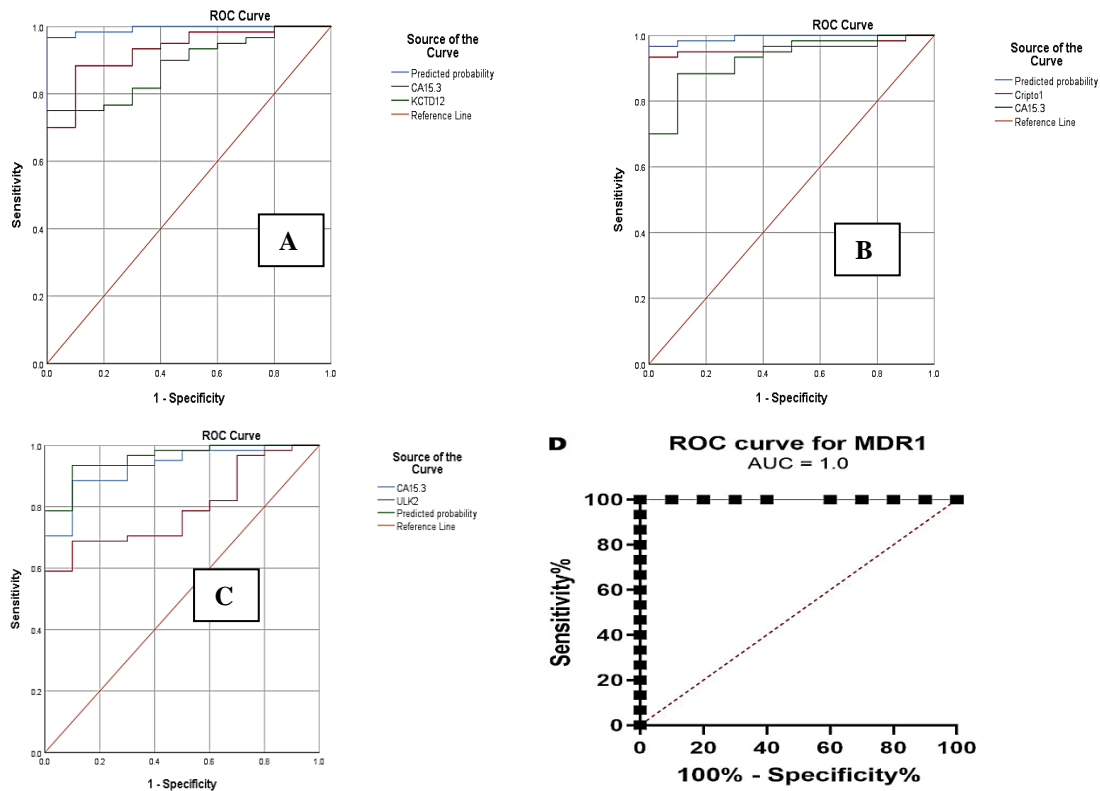 ROC Curve
1.0
0.8
0.6
0.4
0.2
0.0
0.0 0.2 0.4 0.6 0.8 1.0
Sensitivity
1 - Specificity
A
Source of the
Curve
Predicted probability
CA15.3
KCTD12
Reference Line
ROC Curve
1.0
0.8
0.6
0.4
0.2
0.0
0.0 0.2 0.4 0.6 0.8 1.0
Sensitivity
1 - Specificity
B
Source of the
Curve
Predicted probability
Cripto1
CA15.3
Reference Line
ROC Curve
1.0
0.8
0.6
0.4
0.2
0.0
0.0 0.2 0.4 0.6 0.8 1.0
Sensitivity
1 - Specificity
C
Source of the
Curve
CA15.3
ULK2
Predicted probability
Reference Line
D
ROC curve for MDR1
AUC = 1.0
100
80
60
40
20
0
0 20 40 60 80 100
Sensitivity%
100% - Specificity%